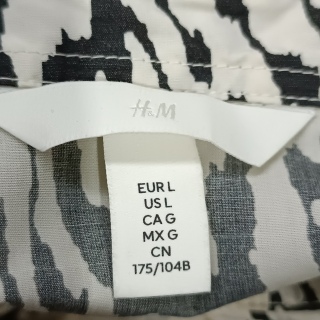 H&M
EUR L
US L
CA G
MX G
CN
175/104B